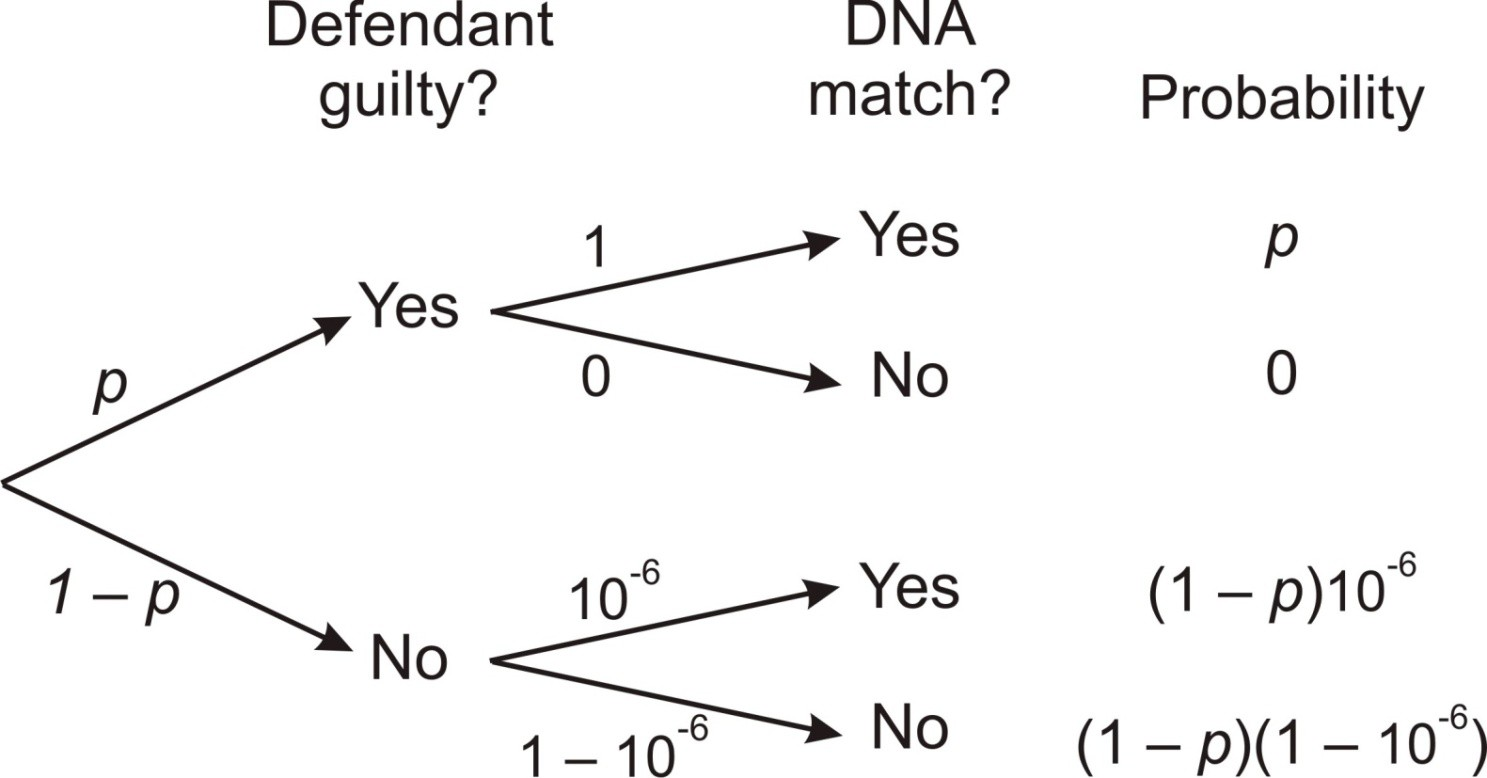 Defendant guilty?
DNA match?
Probability
p
1 – p
Yes
No
1
0
Yes
No
p
0
10⁻⁶
1 – 10⁻⁶
Yes
No
(1 – p)10⁻⁶
(1 – p)(1 – 10⁻⁶)